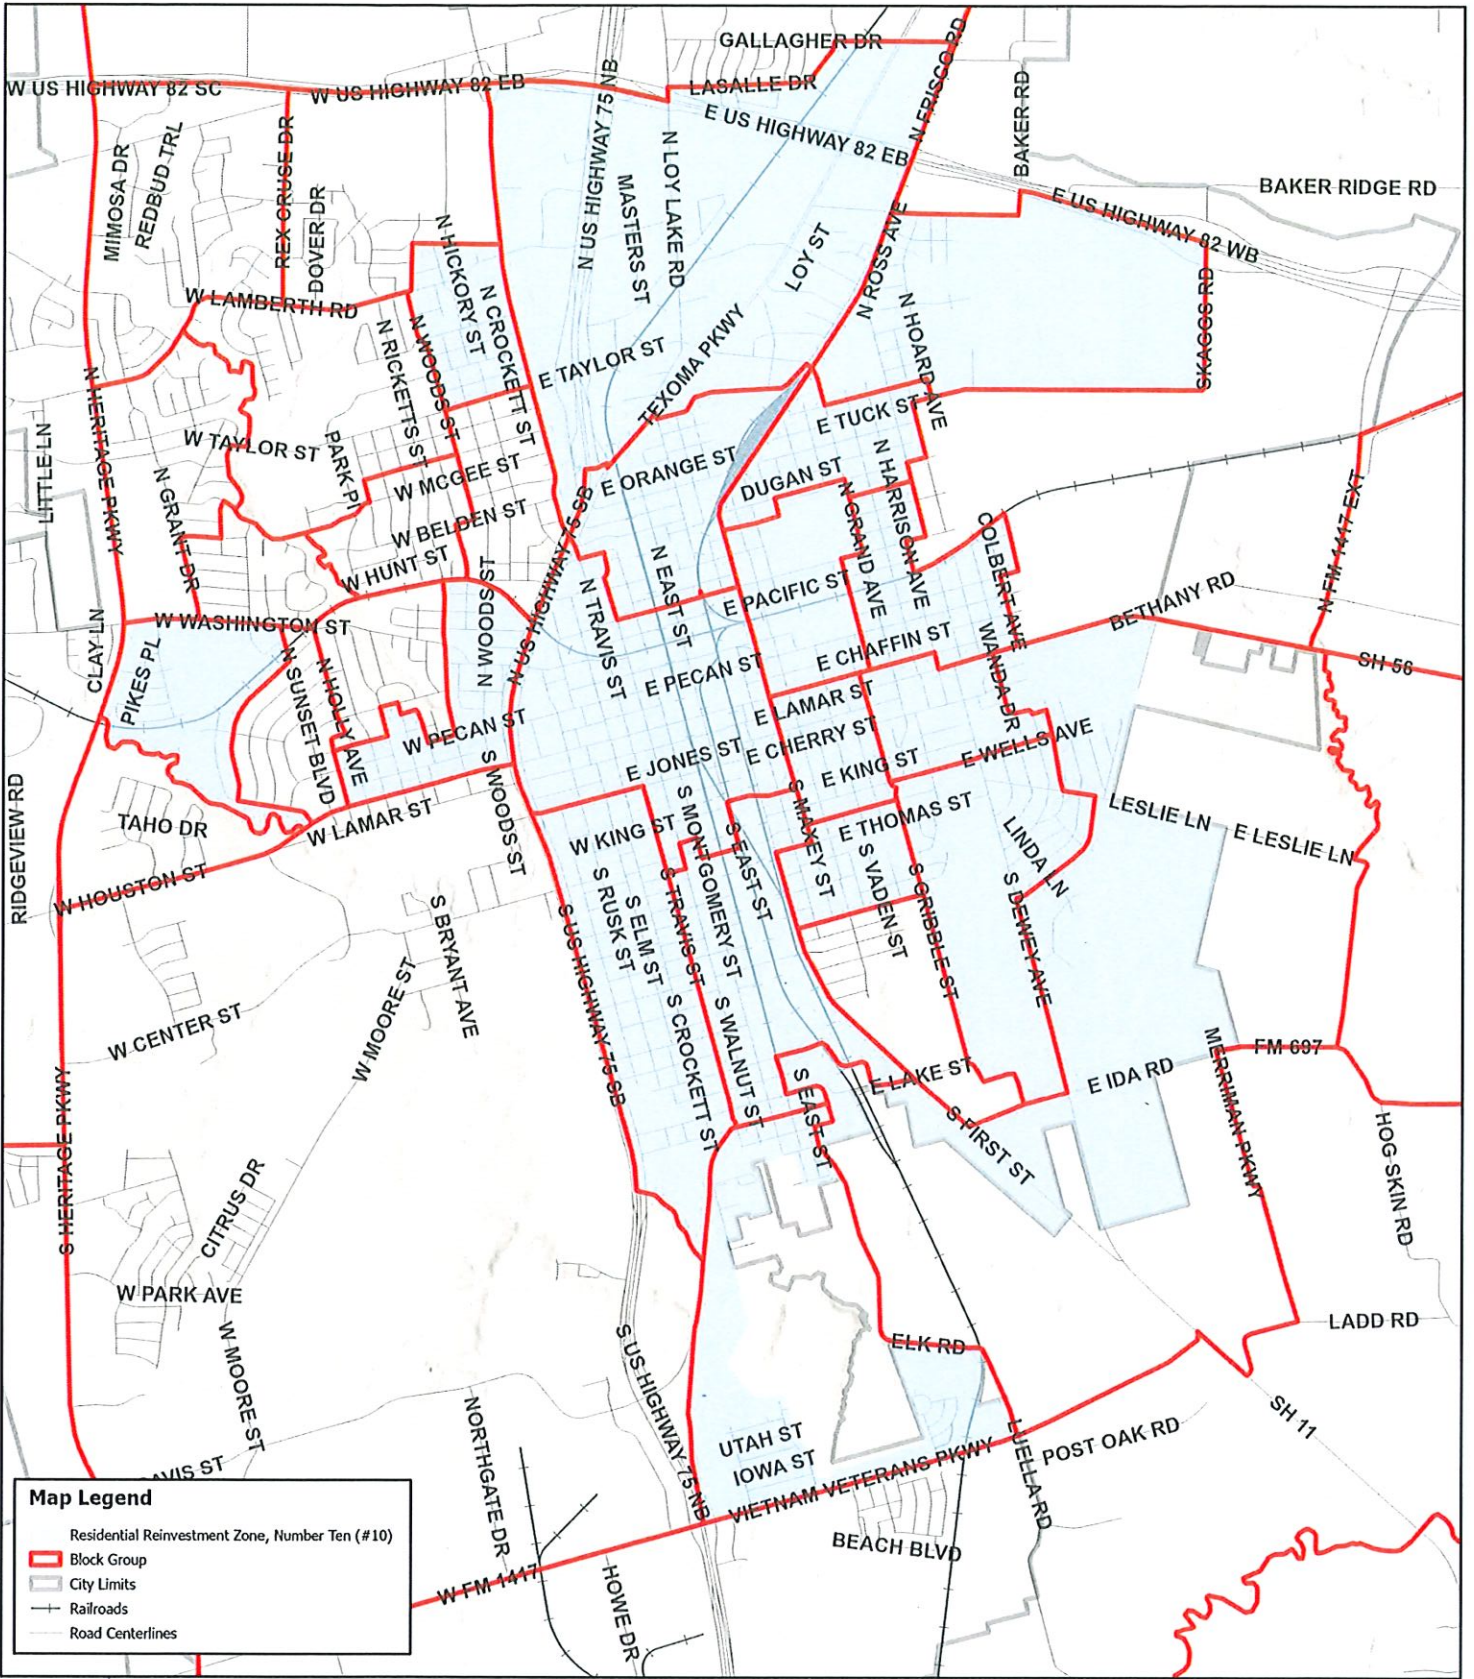 GALLAGHER DR
N FRISCO RD
W US HIGHWAY 82 SC
W US HIGHWAY 82 EB
N US HIGHWAY 75 NB
LASALLE DR
E US HIGHWAY 82 EB
BAKER RD
BAKER RIDGE RD
E US HIGHWAY 82 WB
MIMOSA DR
REDBUD TRL
REX CRUSE DR
DOVER DR
N HICKORY ST
N CROCKETT ST
MASTERS ST
N LOY LAKE RD
LOY ST
N ROSS AVE
N HOARD AVE
SKAGGS RD
W LAMBERTH RD
N RICKETTS ST
N WOODS ST
E TAYLOR ST
TEXOMA PKWY
N HERITAGE PKWY
LITTLE LN
W TAYLOR ST
PARK PL
W MCGEE ST
E ORANGE ST
DUGAN ST
E TUCK ST
N HARRISON AVE
N GRAND AVE
N GRANT DR
W BELDEN ST
W HUNT ST
N WOODS ST
N US HIGHWAY 75 SB
N TRAVIS ST
N EAST ST
E PACIFIC ST
COLBERT AVE
BETHANY RD
N FM 1417 EXT
CLAY LN
PIKES PL
W WASHINGTON ST
N SUNSET BLVD
N HOLLY AVE
E PECAN ST
E CHAFFIN ST
WANDA DR
SH 56
W PECAN ST
E LAMAR ST
E CHERRY ST
E JONES ST
E KING ST
E WELLS AVE
RIDGEVIEW RD
TAHO DR
W LAMAR ST
S WOODS ST
W KING ST
S MONTGOMERY ST
S EAST ST
S MAXEY ST
E THOMAS ST
LINDA LN
LESLIE LN
E LESLIE LN
W HOUSTON ST
S BRYANT AVE
S US HIGHWAY 75 SB
S RUSK ST
S ELM ST
S TRAVIS ST
S VADEN ST
S GRIBBLE ST
S DEWEY AVE
W CENTER ST
W MOORE ST
S CROCKETT ST
S WALNUT ST
S EAST ST
E LAKE ST
E IDA RD
MERRIMAN PKWY
FM 697
S FIRST ST
HOG SKIN RD
S HERITAGE PKWY
CITRUS DR
W PARK AVE
W MOORE ST
S US HIGHWAY 75 NB
ELK RD
LADD RD
SH 11
NORTHGATE DR
UTAH ST
IOWA ST
VIETNAM VETERANS PKWY
LUELLA RD
POST OAK RD
BEACH BLVD
AVIS ST
W FM 1417
HOWE DR
Map Legend
Residential Reinvestment Zone, Number Ten (#10)
Block Group
City Limits
Railroads
Road Centerlines